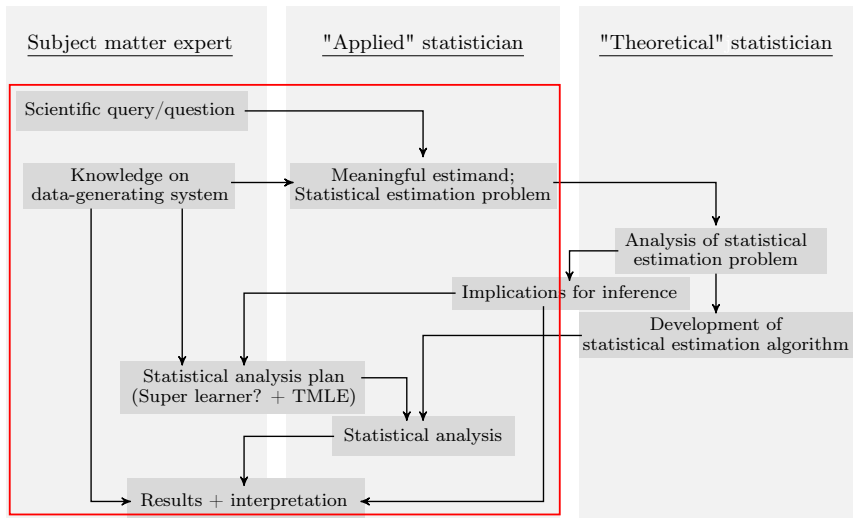 Subject matter expert
"Applied" statistician
"Theoretical" statistician
Scientific query/question
Knowledge on
data-generating system
Meaningful estimand;
Statistical estimation problem
Analysis of statistical
estimation problem
Implications for inference
Development of
statistical estimation algorithm
Statistical analysis plan
(Super learner? + TMLE)
Statistical analysis
Results + interpretation